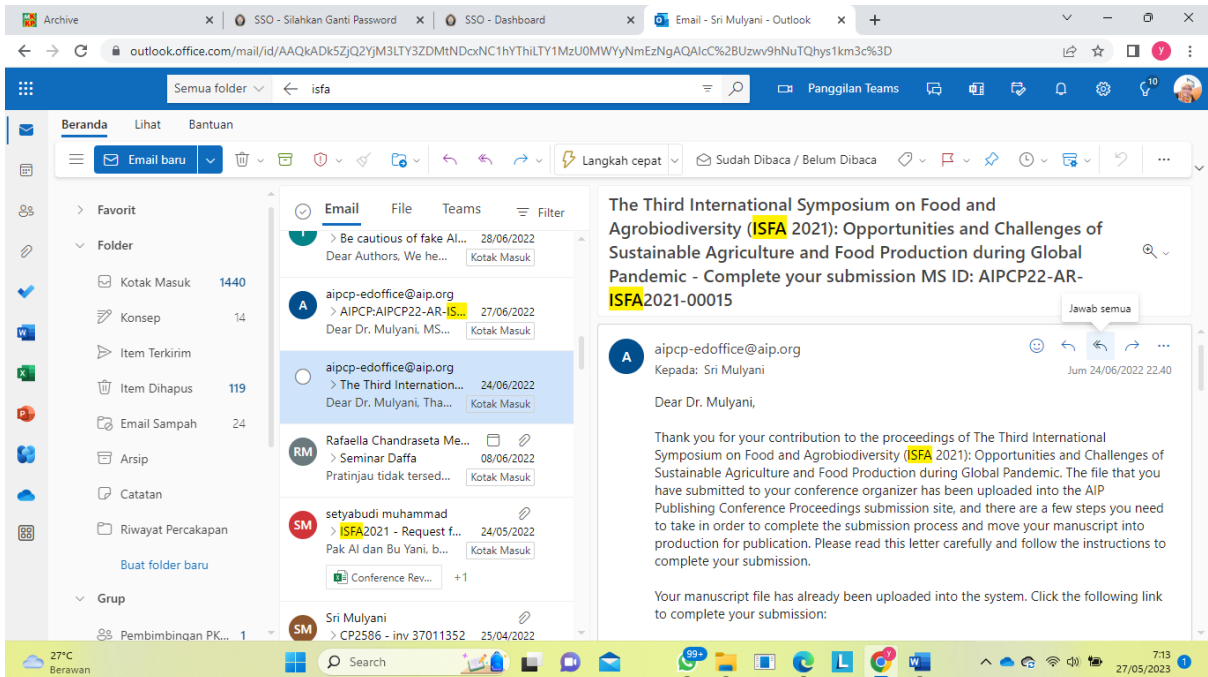 Archive
SSO - Silahkan Ganti Password
SSO - Dashboard
Email - Sri Mulyani - Outlook
outlook.office.com/mail/id/AAQkADk5ZjQ2YjM3LTY3ZDMtNDcxNC1hYThiLTY1MzU0MWYyNmEzNgAQAIcC%2BUzwv9hNuTQhys1km3c%3D
Semua folder
isfa
Panggilan Teams
10
Beranda
Lihat
Bantuan
Email baru
Langkah cepat
Sudah Dibaca / Belum Dibaca
Favorit
Folder
Kotak Masuk 1440
Konsep 14
Item Terkirim
Item Dihapus 119
Email Sampah 24
Arsip
Catatan
Riwayat Percakapan
Buat folder baru
Grup
Pembimbingan PK... 1
Email
File
Teams
Filter
> Be cautious of fake Al... 28/06/2022
Dear Authors, We he... Kotak Masuk
A
aipcp-edoffice@aip.org
> AIPCP:AIPCP22-AR-IS... 27/06/2022
Dear Dr. Mulyani, MS... Kotak Masuk
aipcp-edoffice@aip.org
> The Third Internation... 24/06/2022
Dear Dr. Mulyani, Tha... Kotak Masuk
RM
Rafaella Chandraseta Me...
> Seminar Daffa 08/06/2022
Pratinjau tidak tersed... Kotak Masuk
SM
setyabudi muhammad
> ISFA2021 - Request f... 24/05/2022
Pak Al dan Bu Yani, b... Kotak Masuk
Conference Rev... +1
SM
Sri Mulyani
> CP2586 - inv 37011352 25/04/2022
The Third International Symposium on Food and
Agrobiodiversity (ISFA 2021): Opportunities and Challenges of
Sustainable Agriculture and Food Production during Global
Pandemic - Complete your submission MS ID: AIPCP22-AR-
ISFA2021-00015
Jawab semua
A
aipcp-edoffice@aip.org
Kepada: Sri Mulyani
Jum 24/06/2022 22.40
Dear Dr. Mulyani,
Thank you for your contribution to the proceedings of The Third International
Symposium on Food and Agrobiodiversity (ISFA 2021): Opportunities and Challenges of
Sustainable Agriculture and Food Production during Global Pandemic. The file that you
have submitted to your conference organizer has been uploaded into the AIP
Publishing Conference Proceedings submission site, and there are a few steps you need
to take in order to complete the submission process and move your manuscript into
production for publication. Please read this letter carefully and follow the instructions to
complete your submission.
Your manuscript file has already been uploaded into the system. Click the following link
to complete your submission:
27°C
Berawan
Search
99+
7:13
27/05/2023
1